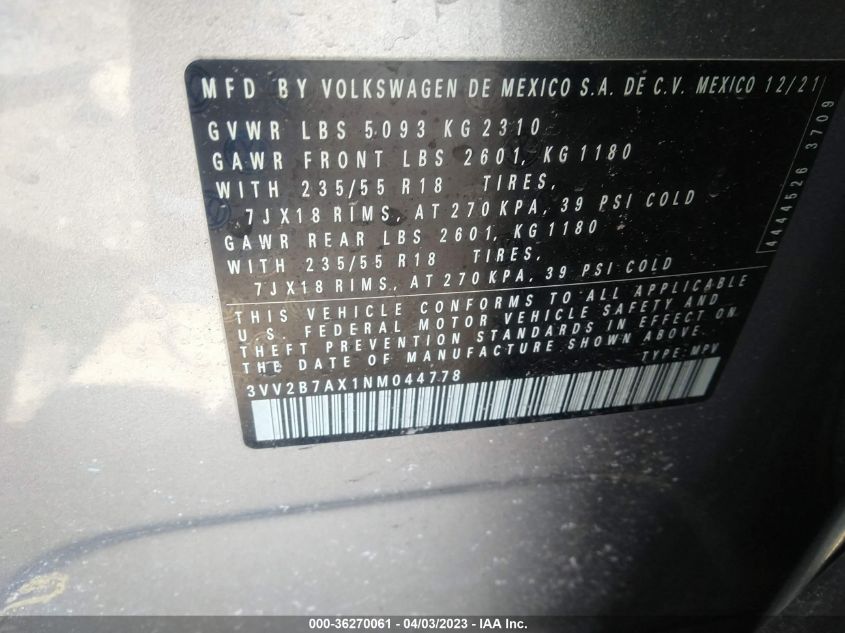 MFD BY VOLKSWAGEN DE MEXICO S.A. DE C.V. MEXICO 12/21
GVWR LBS 5093 KG 2310
GAWR FRONT LBS 2601, KG 1180
WITH 235/55 R18 TIRES,
7JX18 RIMS, AT 270 KPA, 39 PSI COLD
GAWR REAR LBS 2601, KG 1180
WITH 235/55 R18 TIRES,
7JX18 RIMS, AT 270 KPA, 39 PSI COLD
THIS VEHICLE CONFORMS TO ALL APPLICABLE
U.S. FEDERAL MOTOR VEHICLE SAFETY AND
THEFT PREVENTION STANDARDS IN EFFECT ON
THE DATE OF MANUFACTURE SHOWN ABOVE.
3VV2B7AX1NM044778 TYPE: MPV
4444526 3709
000-36270061 - 04/03/2023 - IAA Inc.